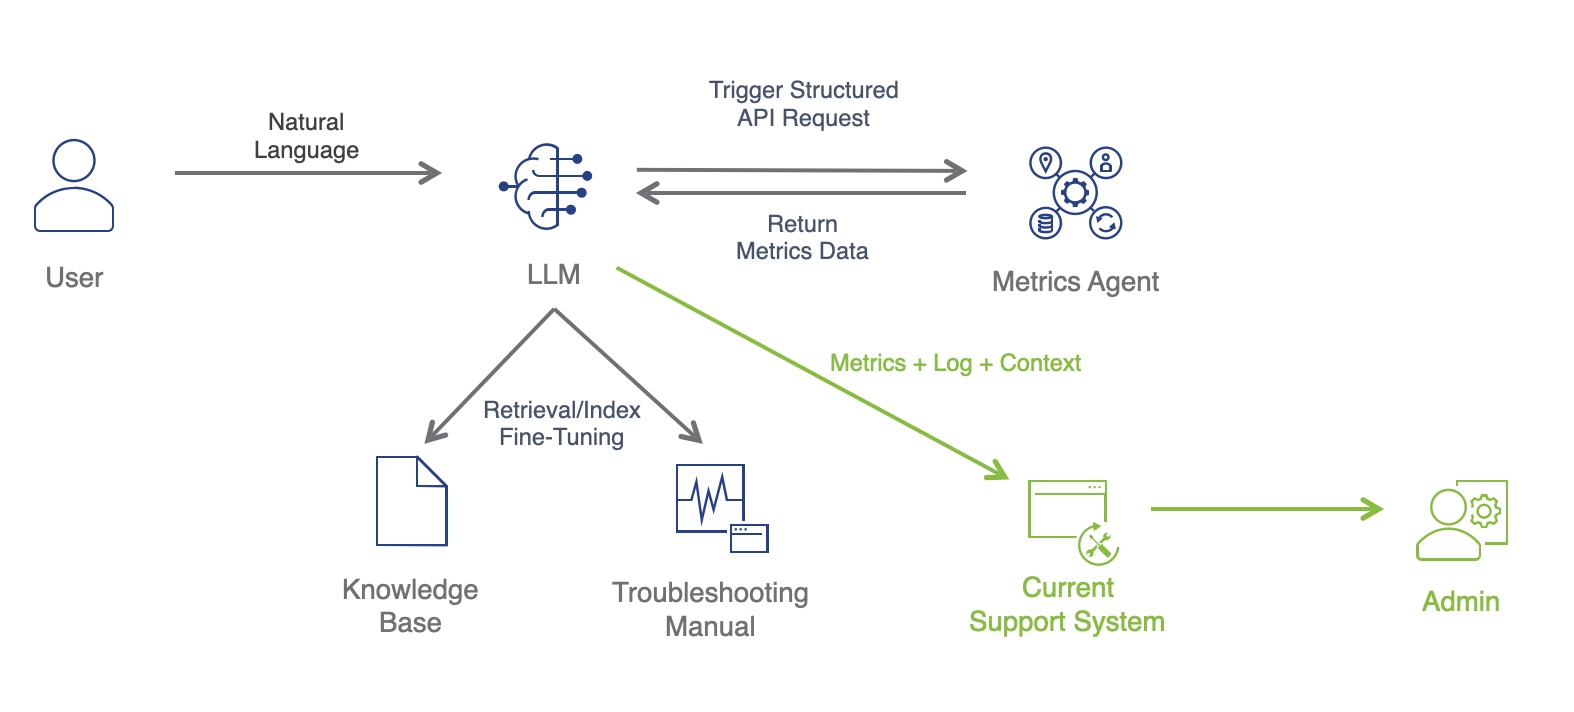 Natural
Language
Trigger Structured
API Request
Return
Metrics Data
User
LLM
Metrics Agent
Metrics + Log + Context
Retrieval/Index
Fine-Tuning
Knowledge
Base
Troubleshooting
Manual
Current
Support System
Admin